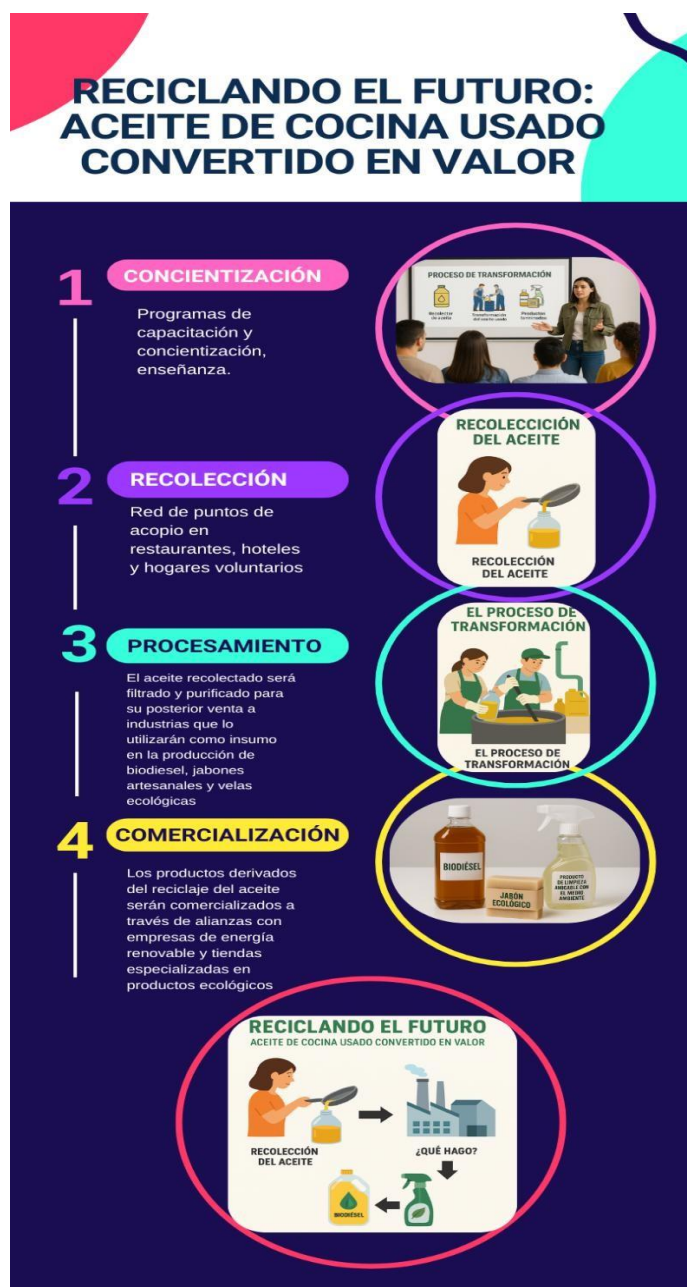 RECICLANDO EL FUTURO:
ACEITE DE COCINA USADO
CONVERTIDO EN VALOR
1
CONCIENTIZACIÓN
Programas de
capacitación y
concientización,
enseñanza.
PROCESO DE TRANSFORMACIÓN
2
RECOLECCIÓN
Red de puntos de
acopio en
restaurantes, hoteles
y hogares voluntarios
RECOLECCICIÓN
DEL ACEITE
RECOLECCIÓN
DEL ACEITE
3
PROCESAMIENTO
El aceite recolectado será
filtrado y purificado para
su posterior venta a
industrias que lo
utilizarán como insumo
en la producción de
biodiesel, jabones
artesanales y velas
ecológicas
EL PROCESO DE
TRANSFORMACIÓN
EL PROCESO DE
TRANSFORMACIÓN
4
COMERCIALIZACIÓN
Los productos derivados
del reciclaje del aceite
serán comercializados a
través de alianzas con
empresas de energía
renovable y tiendas
especializadas en
productos ecológicos
BIODIÉSEL
JABÓN
ECOLÓGICO
PRODUCTO
DE LIMPIEZA
AMBIENTE
RECICLANDO EL FUTURO
ACEITE DE COCINA USADO CONVERTIDO EN VALOR
RECOLECCIÓN
DEL ACEITE
¿QUÉ HAGO?
BIODIÉSEL